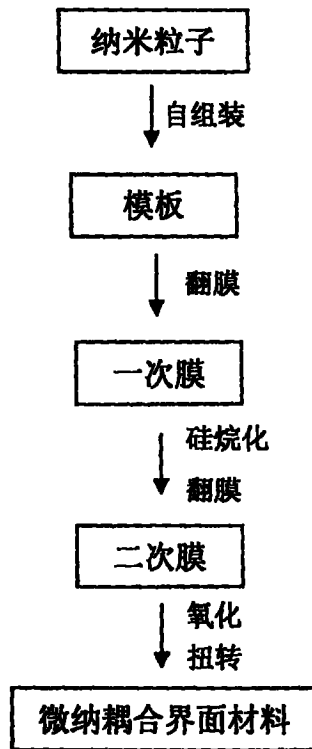 纳米粒子
自组装
模板
翻膜
一次膜
硅烷化
翻膜
二次膜
氧化
扭转
微纳耦合界面材料